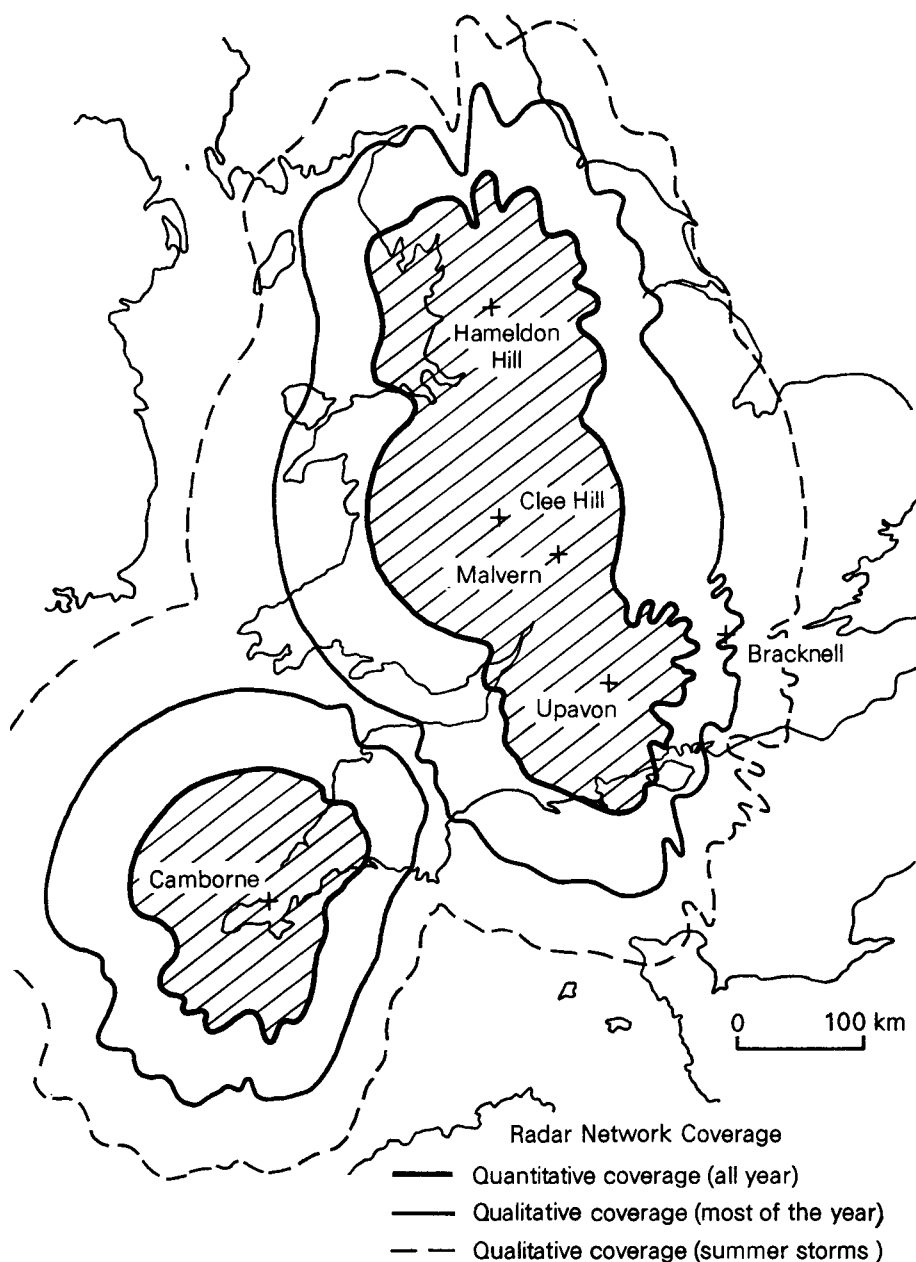 Hameldon
Hill
Clee Hill
Malvern
Bracknell
Upavon
Camborne
0 100 km
Radar Network Coverage
Quantitative coverage (all year)
Qualitative coverage (most of the year)
Qualitative coverage (summer storms )